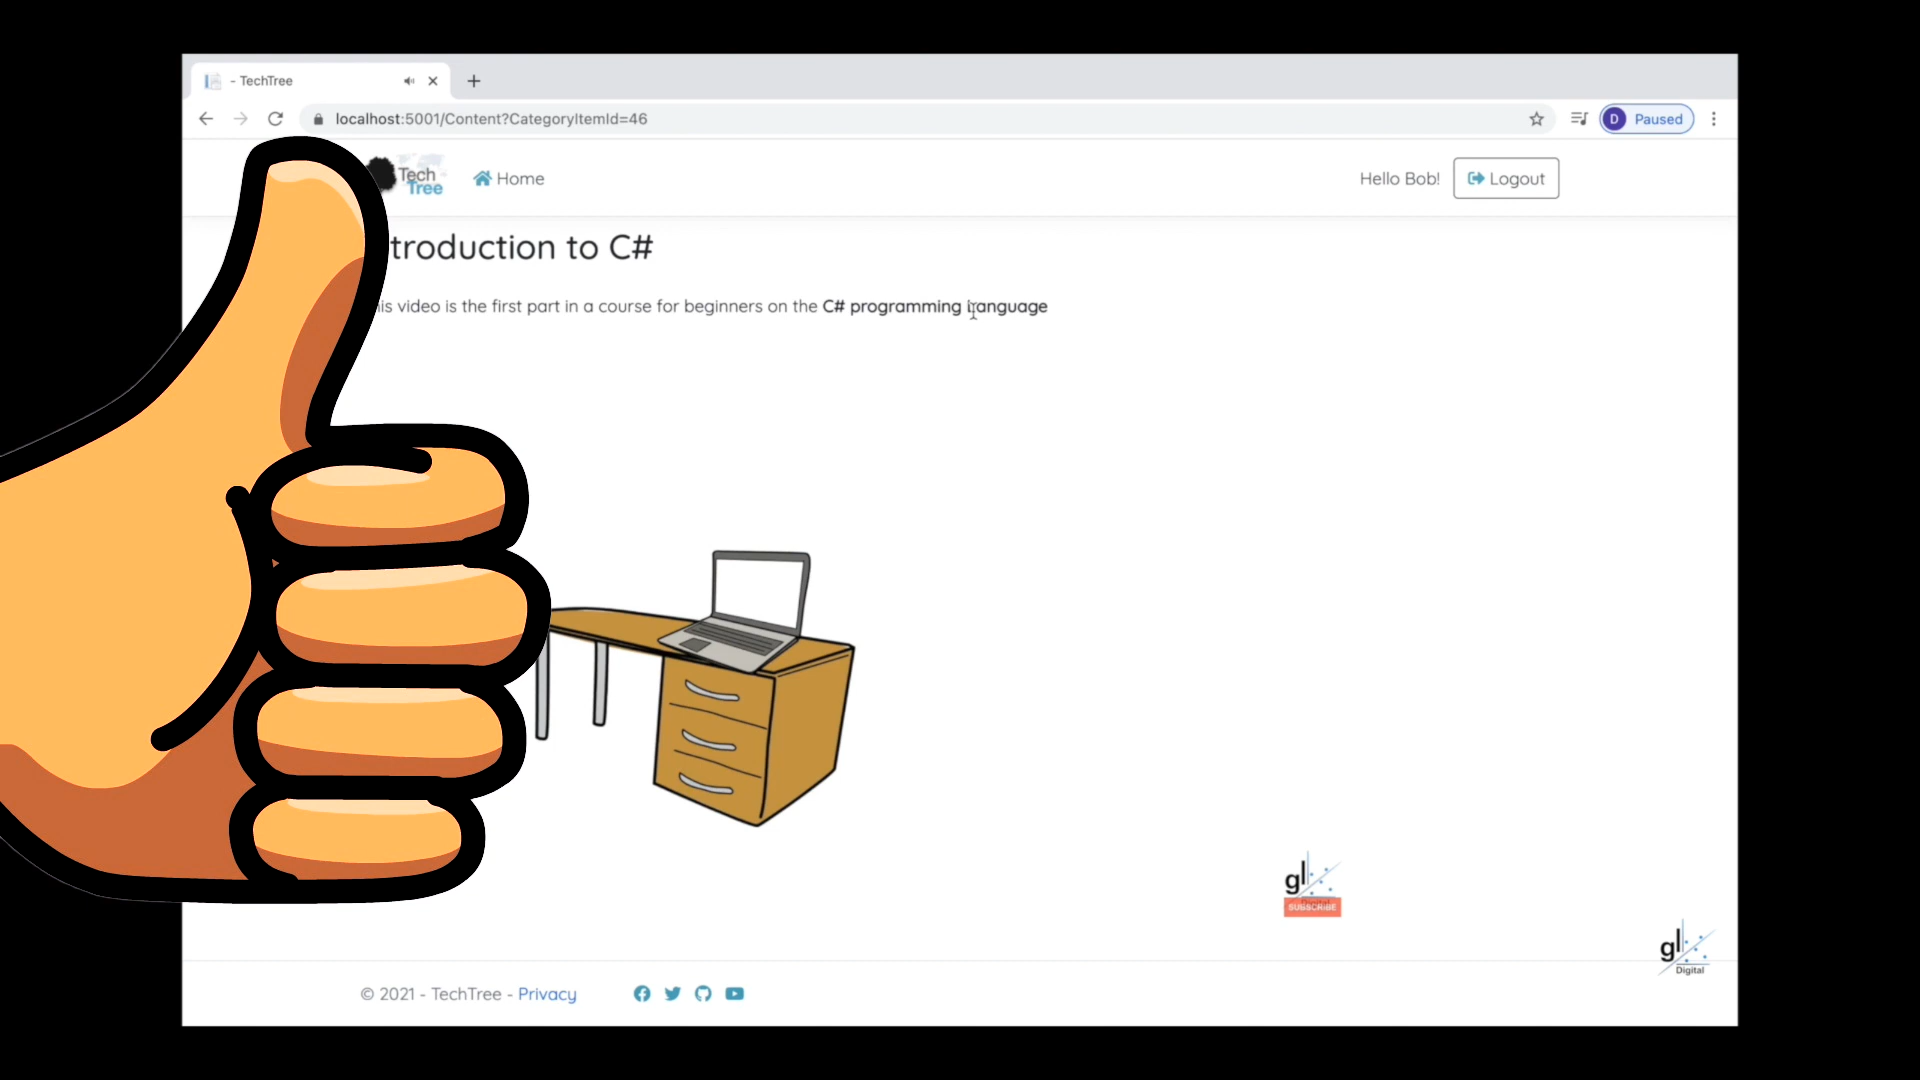 - TechTree
localhost:5001/Content?CategoryItemId=46
D Paused
Tech
Tree
Home
Hello Bob!
Logout
troduction to C#
is video is the first part in a course for beginners on the C# programming language
gl
SUBSCRIBE
gl
Digital
© 2021 - TechTree - Privacy